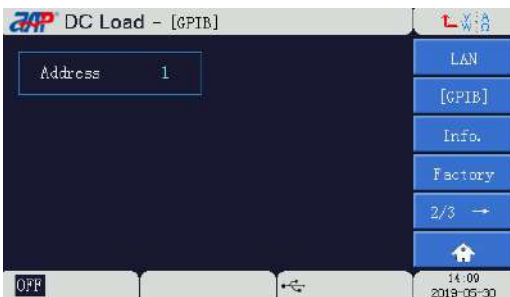 DC Load - [GPIB]
Address 1
LAN
[GPIB]
Info.
Factory
2/3 →
OFF
14:09
2019-05-30